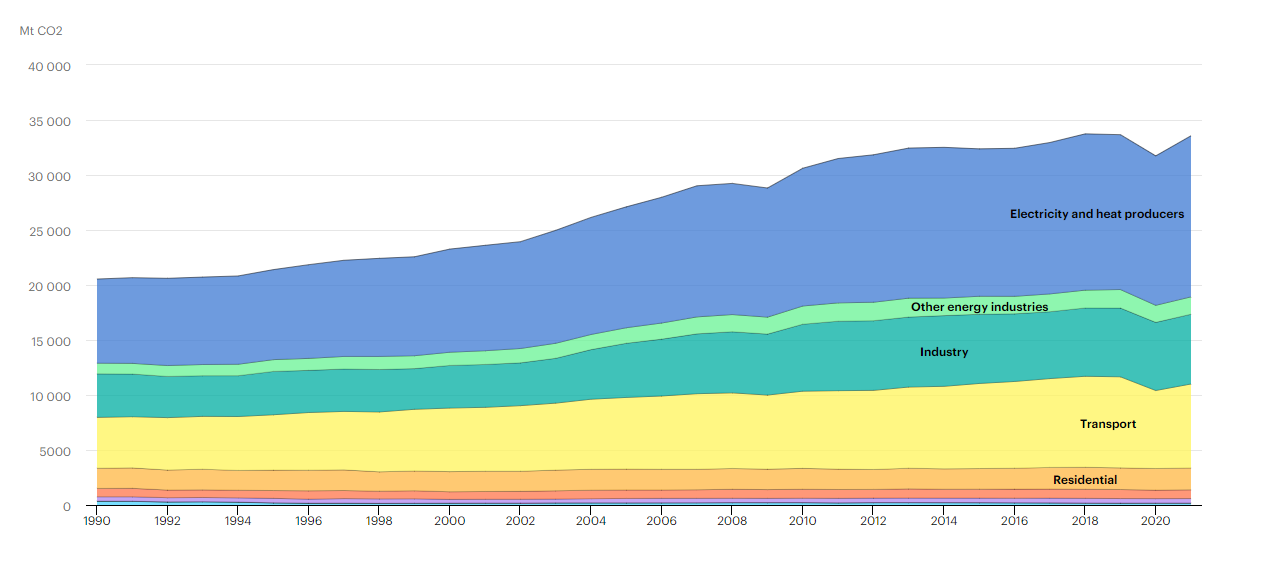 Mt CO2
40 000
35 000
30 000
25 000
Electricity and heat producers
20 000
Other energy industries
15 000
Industry
10 000
Transport
5000
Residential
0
1990 1992 1994 1996 1998 2000 2002 2004 2006 2008 2010 2012 2014 2016 2018 2020